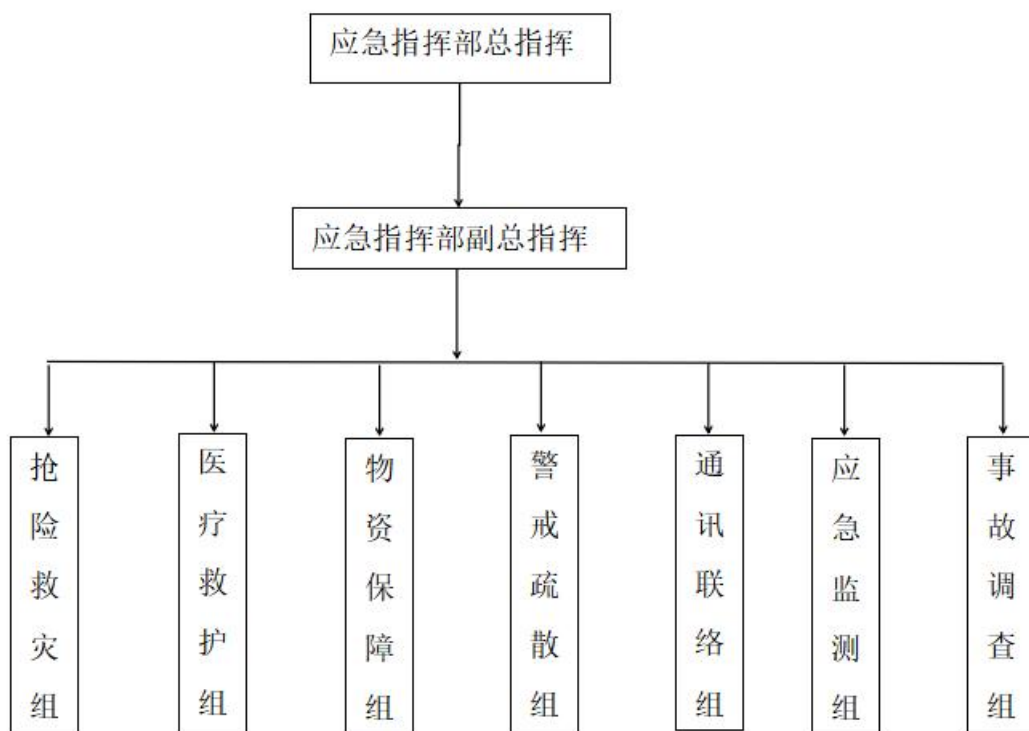 应急指挥部总指挥
应急指挥部副总指挥
抢险救灾组
医疗救护组
物资保障组
警戒疏散组
通讯联络组
应急监测组
事故调查组